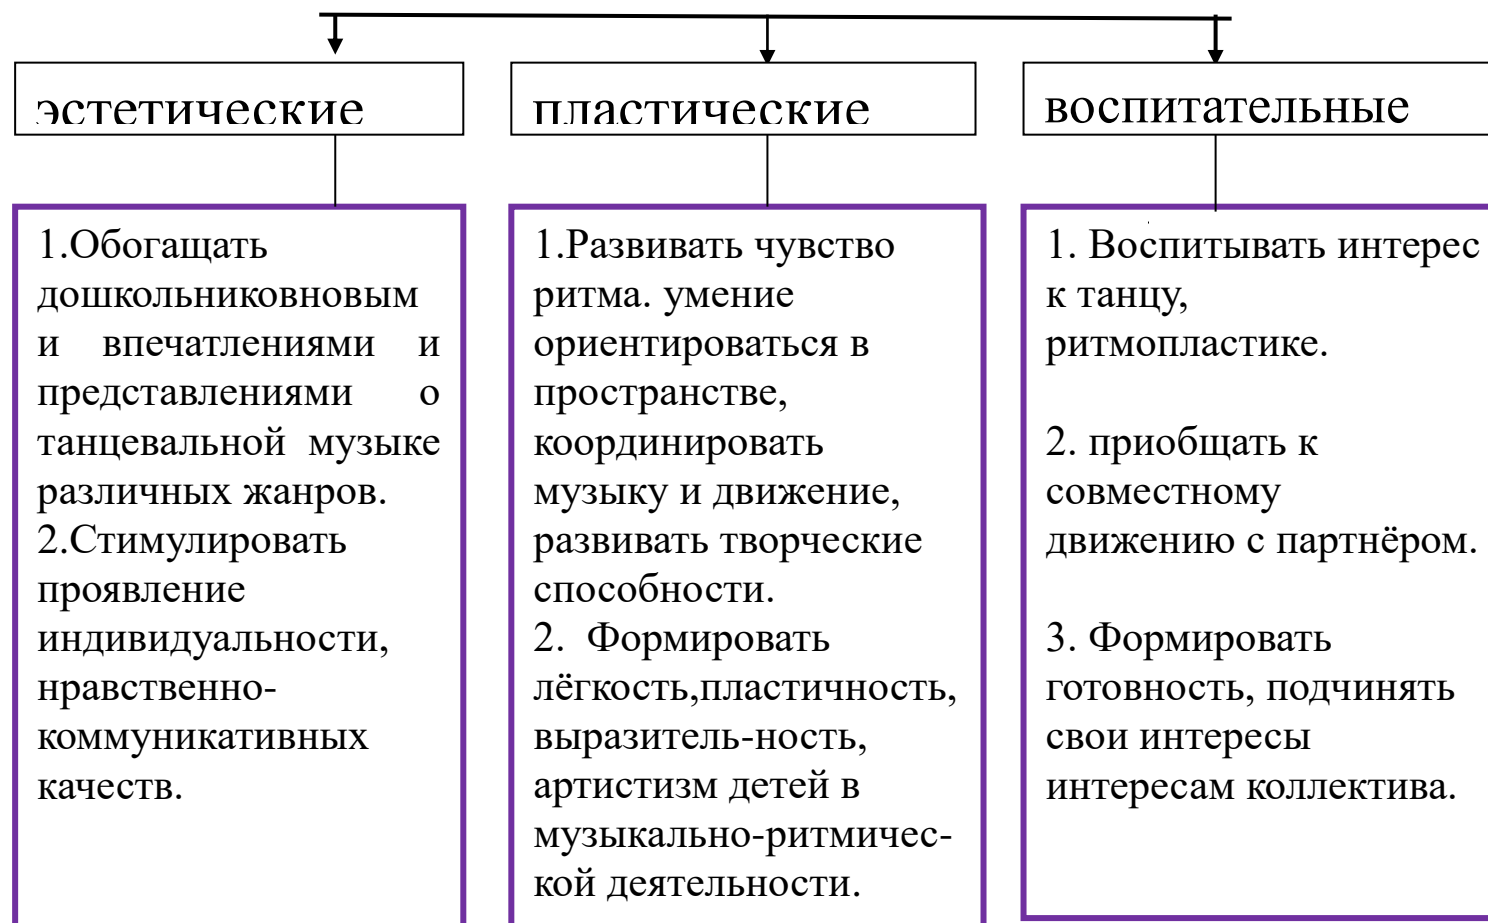 эстетические
пластические
воспитательные
1.Обогащать
дошкольниковновым
и впечатлениями и
представлениями о
танцевальной музыке
различных жанров.
2.Стимулировать
проявление
индивидуальности,
нравственно-
коммуникативных
качеств.
1.Развивать чувство
ритма. умение
ориентироваться в
пространстве,
координировать
музыку и движение,
развивать творческие
способности.
2. Формировать
лёгкость,пластичность,
выразитель-ность,
артистизм детей в
музыкально-ритмичес-
кой деятельности.
1. Воспитывать интерес
к танцу,
ритмопластике.
2. приобщать к
совместному
движению с партнёром.
3. Формировать
готовность, подчинять
свои интересы
интересам коллектива.